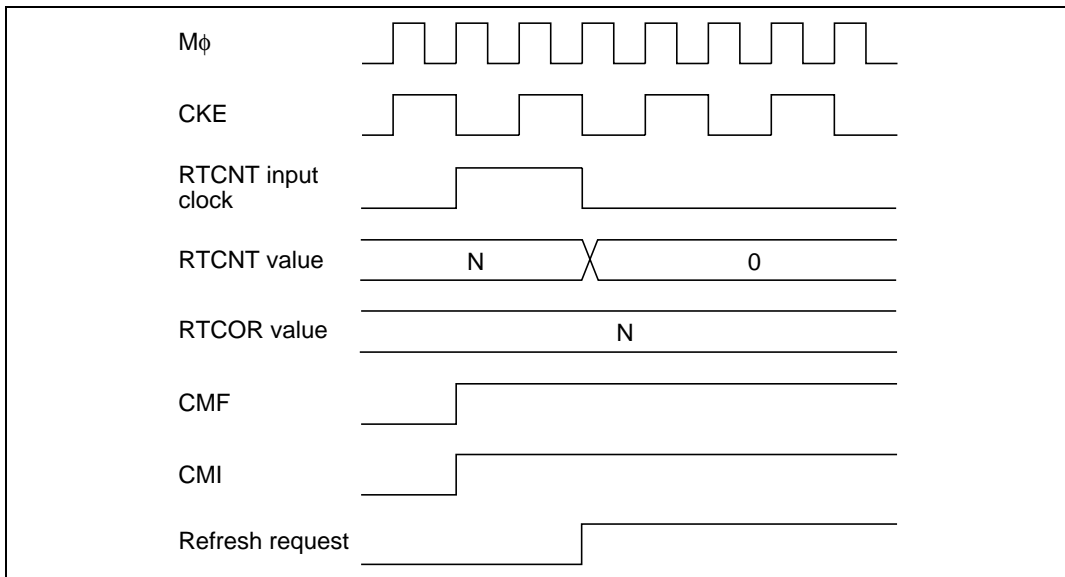 Mφ
CKE
RTCNT input
clock
RTCNT value
N
0
RTCOR value
N
CMF
CMI
Refresh request